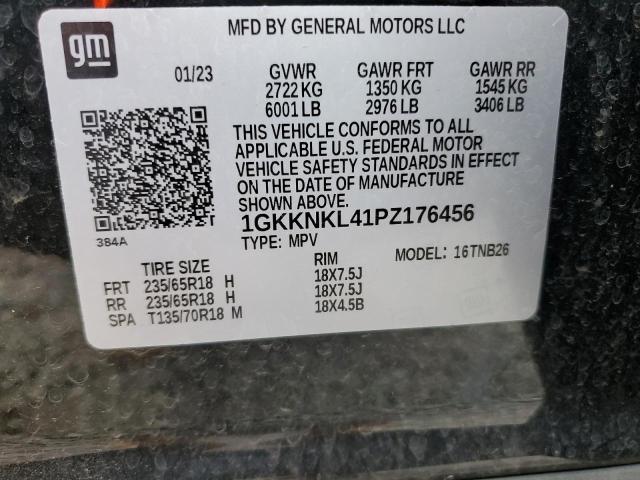 gm
MFD BY GENERAL MOTORS LLC
01/23 GVWR GAWR FRT GAWR RR
2722 KG 1350 KG 1545 KG
6001 LB 2976 LB 3406 LB
THIS VEHICLE CONFORMS TO ALL
APPLICABLE U.S. FEDERAL MOTOR
VEHICLE SAFETY STANDARDS IN EFFECT
ON THE DATE OF MANUFACTURE
SHOWN ABOVE.
1GKKNKL41PZ176456
384A TYPE: MPV MODEL: 16TNB26
TIRE SIZE RIM
FRT 235/65R18 H 18X7.5J
RR 235/65R18 H 18X7.5J
SPA T135/70R18 M 18X4.5B